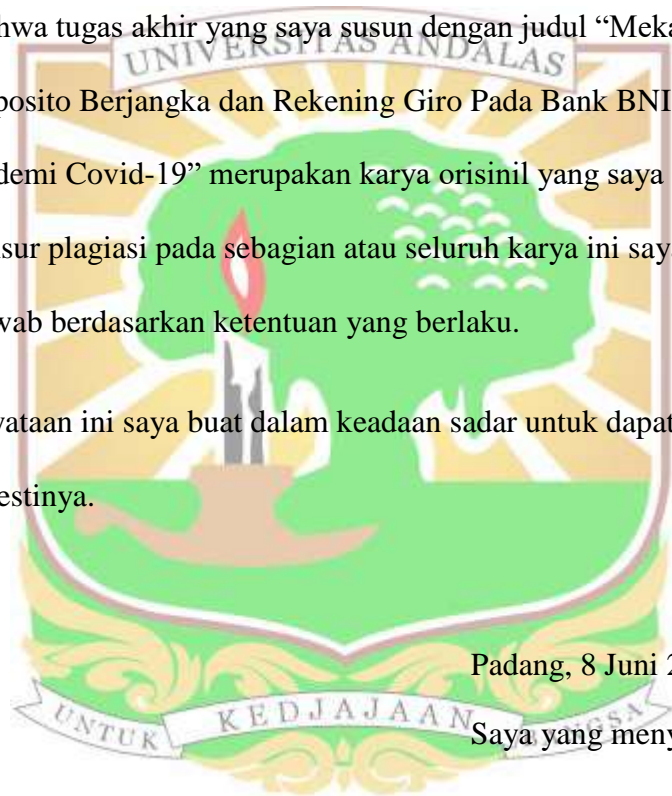 hwa tugas akhir yang saya susun dengan judul “Meka
UNIVERSITAS ANDALAS
posito Berjangka dan Rekening Giro Pada Bank BNI
demi Covid-19” merupakan karya orisinil yang saya
sur plagiasi pada sebagian atau seluruh karya ini saya
wab berdasarkan ketentuan yang berlaku.
yataan ini saya buat dalam keadaan sadar untuk dapat
estinya.
Padang, 8 Juni 2
UNTUK KEDJAJAAN BANGSA
Saya yang meny